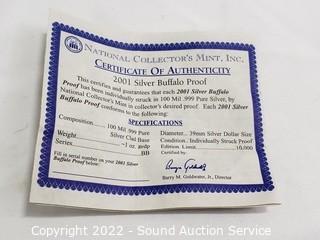 NATIONAL COLLECTOR'S MINT, INC.
CERTIFICATE OF AUTHENTICITY
2001 Silver Buffalo Proof
This certifies and guarantees that each 2001 Silver Buffalo
Proof has been individually struck in 100 Mil .999 Pure Silver, by
National Collector's Mint in collector's desired proof. Each 2001 Silver
Buffalo Proof conforms to the following:
SPECIFICATIONS
Composition 100 Mil .999 Pure
Silver Clad Base
Weight ~1 oz. avdp
Series BB
Fill in serial number on your 2001 Silver
Buffalo Proof below:
Diameter... 39mm Silver Dollar Size
Condition. Individually Struck Proof
Edition Limit 10,000
Certified by:
Barry M. Goldwater, Jr., Director
Copyright 2022 - Sound Auction Service